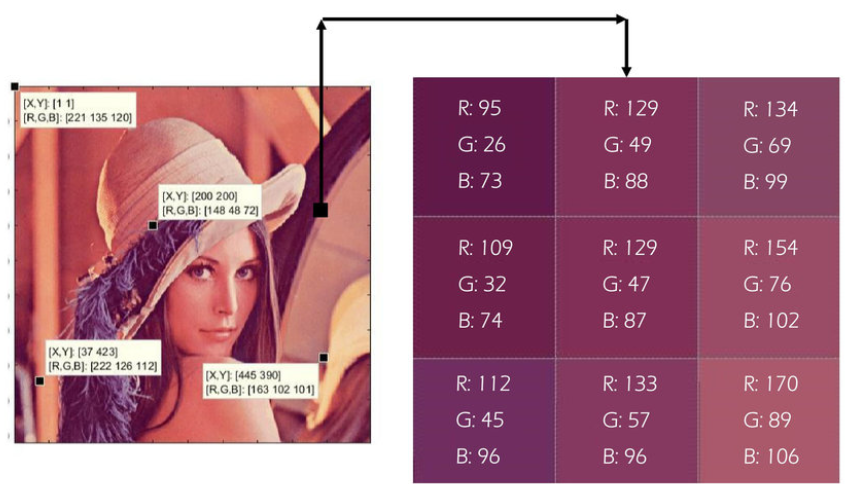 [X,Y]: [1 1]
[R,G,B]: [221 135 120]
[X,Y]: [200 200]
[R,G,B]: [148 48 72]
[X,Y]: [37 423]
[R,G,B]: [222 126 112]
[X,Y]: [445 390]
[R,G,B]: [163 102 101]
R: 95
G: 26
B: 73
R: 129
G: 49
B: 88
R: 134
G: 69
B: 99
R: 109
G: 32
B: 74
R: 129
G: 47
B: 87
R: 154
G: 76
B: 102
R: 112
G: 45
B: 96
R: 133
G: 57
B: 96
R: 170
G: 89
B: 106